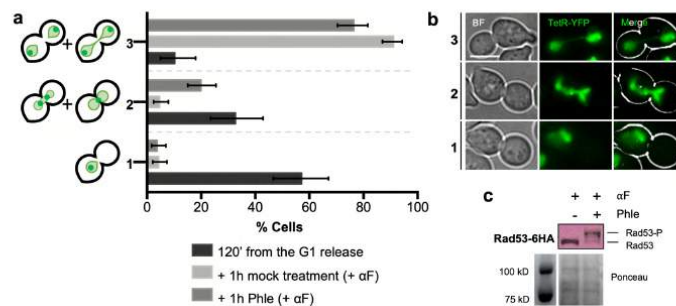 a
+
3
+
2
1
0
20
40
60
80
100
% Cells
120' from the G1 release
+ 1h mock treatment (+ αF)
+ 1h Phle (+ αF)
b
BF
TetR-YFP
Merge
3
2
1
c
+ + αF
- + Phle
Rad53-6HA
Rad53-P
Rad53
100 kD
75 kD
Ponceau